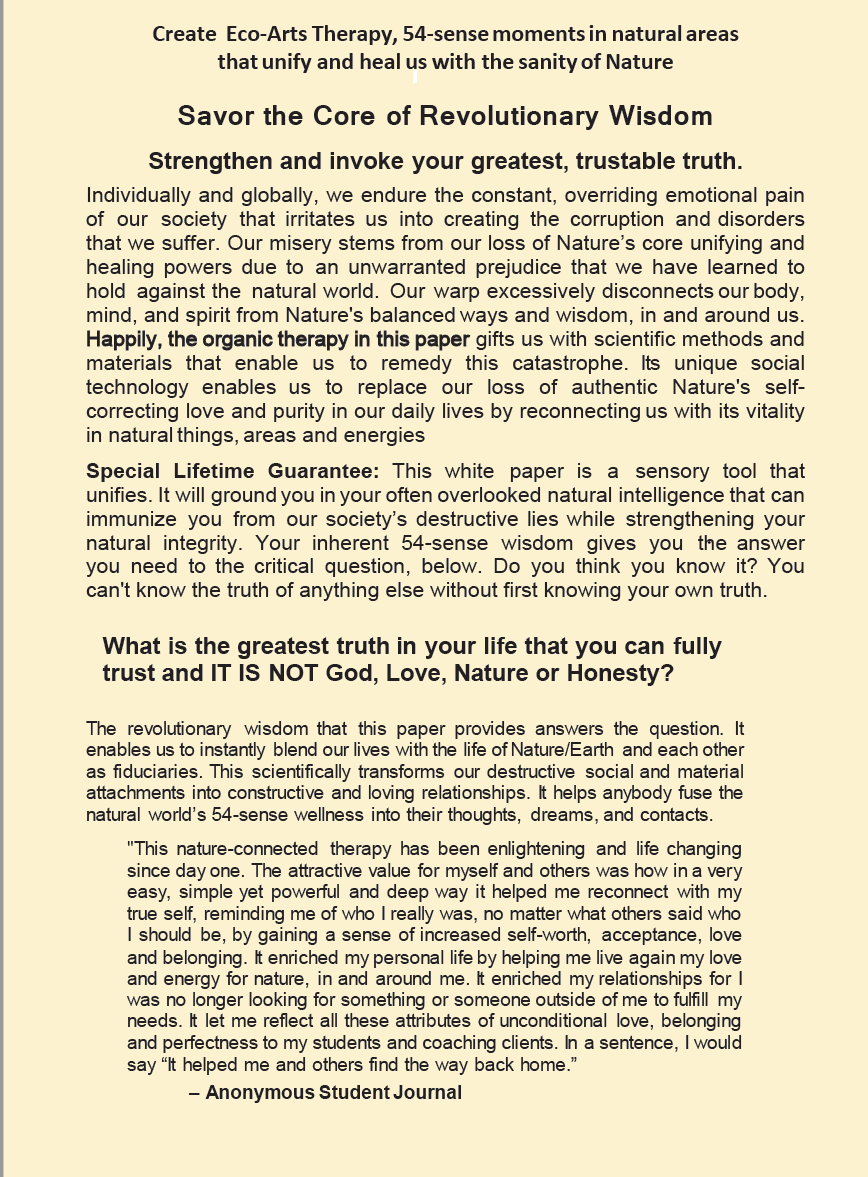 Create Eco-Arts Therapy, 54-sense moments in natural areas
that unify and heal us with the sanity of Nature
Savor the Core of Revolutionary Wisdom
Strengthen and invoke your greatest, trustable truth.
Individually and globally, we endure the constant, overriding emotional pain
of our society that irritates us into creating the corruption and disorders
that we suffer. Our misery stems from our loss of Nature’s core unifying and
healing powers due to an unwarranted prejudice that we have learned to
hold against the natural world. Our warp excessively disconnects our body,
mind, and spirit from Nature's balanced ways and wisdom, in and around us.
Happily, the organic therapy in this paper gifts us with scientific methods and
materials that enable us to remedy this catastrophe. Its unique social
technology enables us to replace our loss of authentic Nature's self-
correcting love and purity in our daily lives by reconnecting us with its vitality
in natural things, areas and energies
Special Lifetime Guarantee: This white paper is a sensory tool that
unifies. It will ground you in your often overlooked natural intelligence that can
immunize you from our society’s destructive lies while strengthening your
natural integrity. Your inherent 54-sense wisdom gives you the answer
you need to the critical question, below. Do you think you know it? You
can't know the truth of anything else without first knowing your own truth.
What is the greatest truth in your life that you can fully
trust and IT IS NOT God, Love, Nature or Honesty?
The revolutionary wisdom that this paper provides answers the question. It
enables us to instantly blend our lives with the life of Nature/Earth and each other
as fiduciaries. This scientifically transforms our destructive social and material
attachments into constructive and loving relationships. It helps anybody fuse the
natural world’s 54-sense wellness into their thoughts, dreams, and contacts.
"This nature-connected therapy has been enlightening and life changing
since day one. The attractive value for myself and others was how in a very
easy, simple yet powerful and deep way it helped me reconnect with my
true self, reminding me of who I really was, no matter what others said who
I should be, by gaining a sense of increased self-worth, acceptance, love
and belonging. It enriched my personal life by helping me live again my love
and energy for nature, in and around me. It enriched my relationships for I
was no longer looking for something or someone outside of me to fulfill my
needs. It let me reflect all these attributes of unconditional love, belonging
and perfectness to my students and coaching clients. In a sentence, I would
say “It helped me and others find the way back home.”
– Anonymous Student Journal